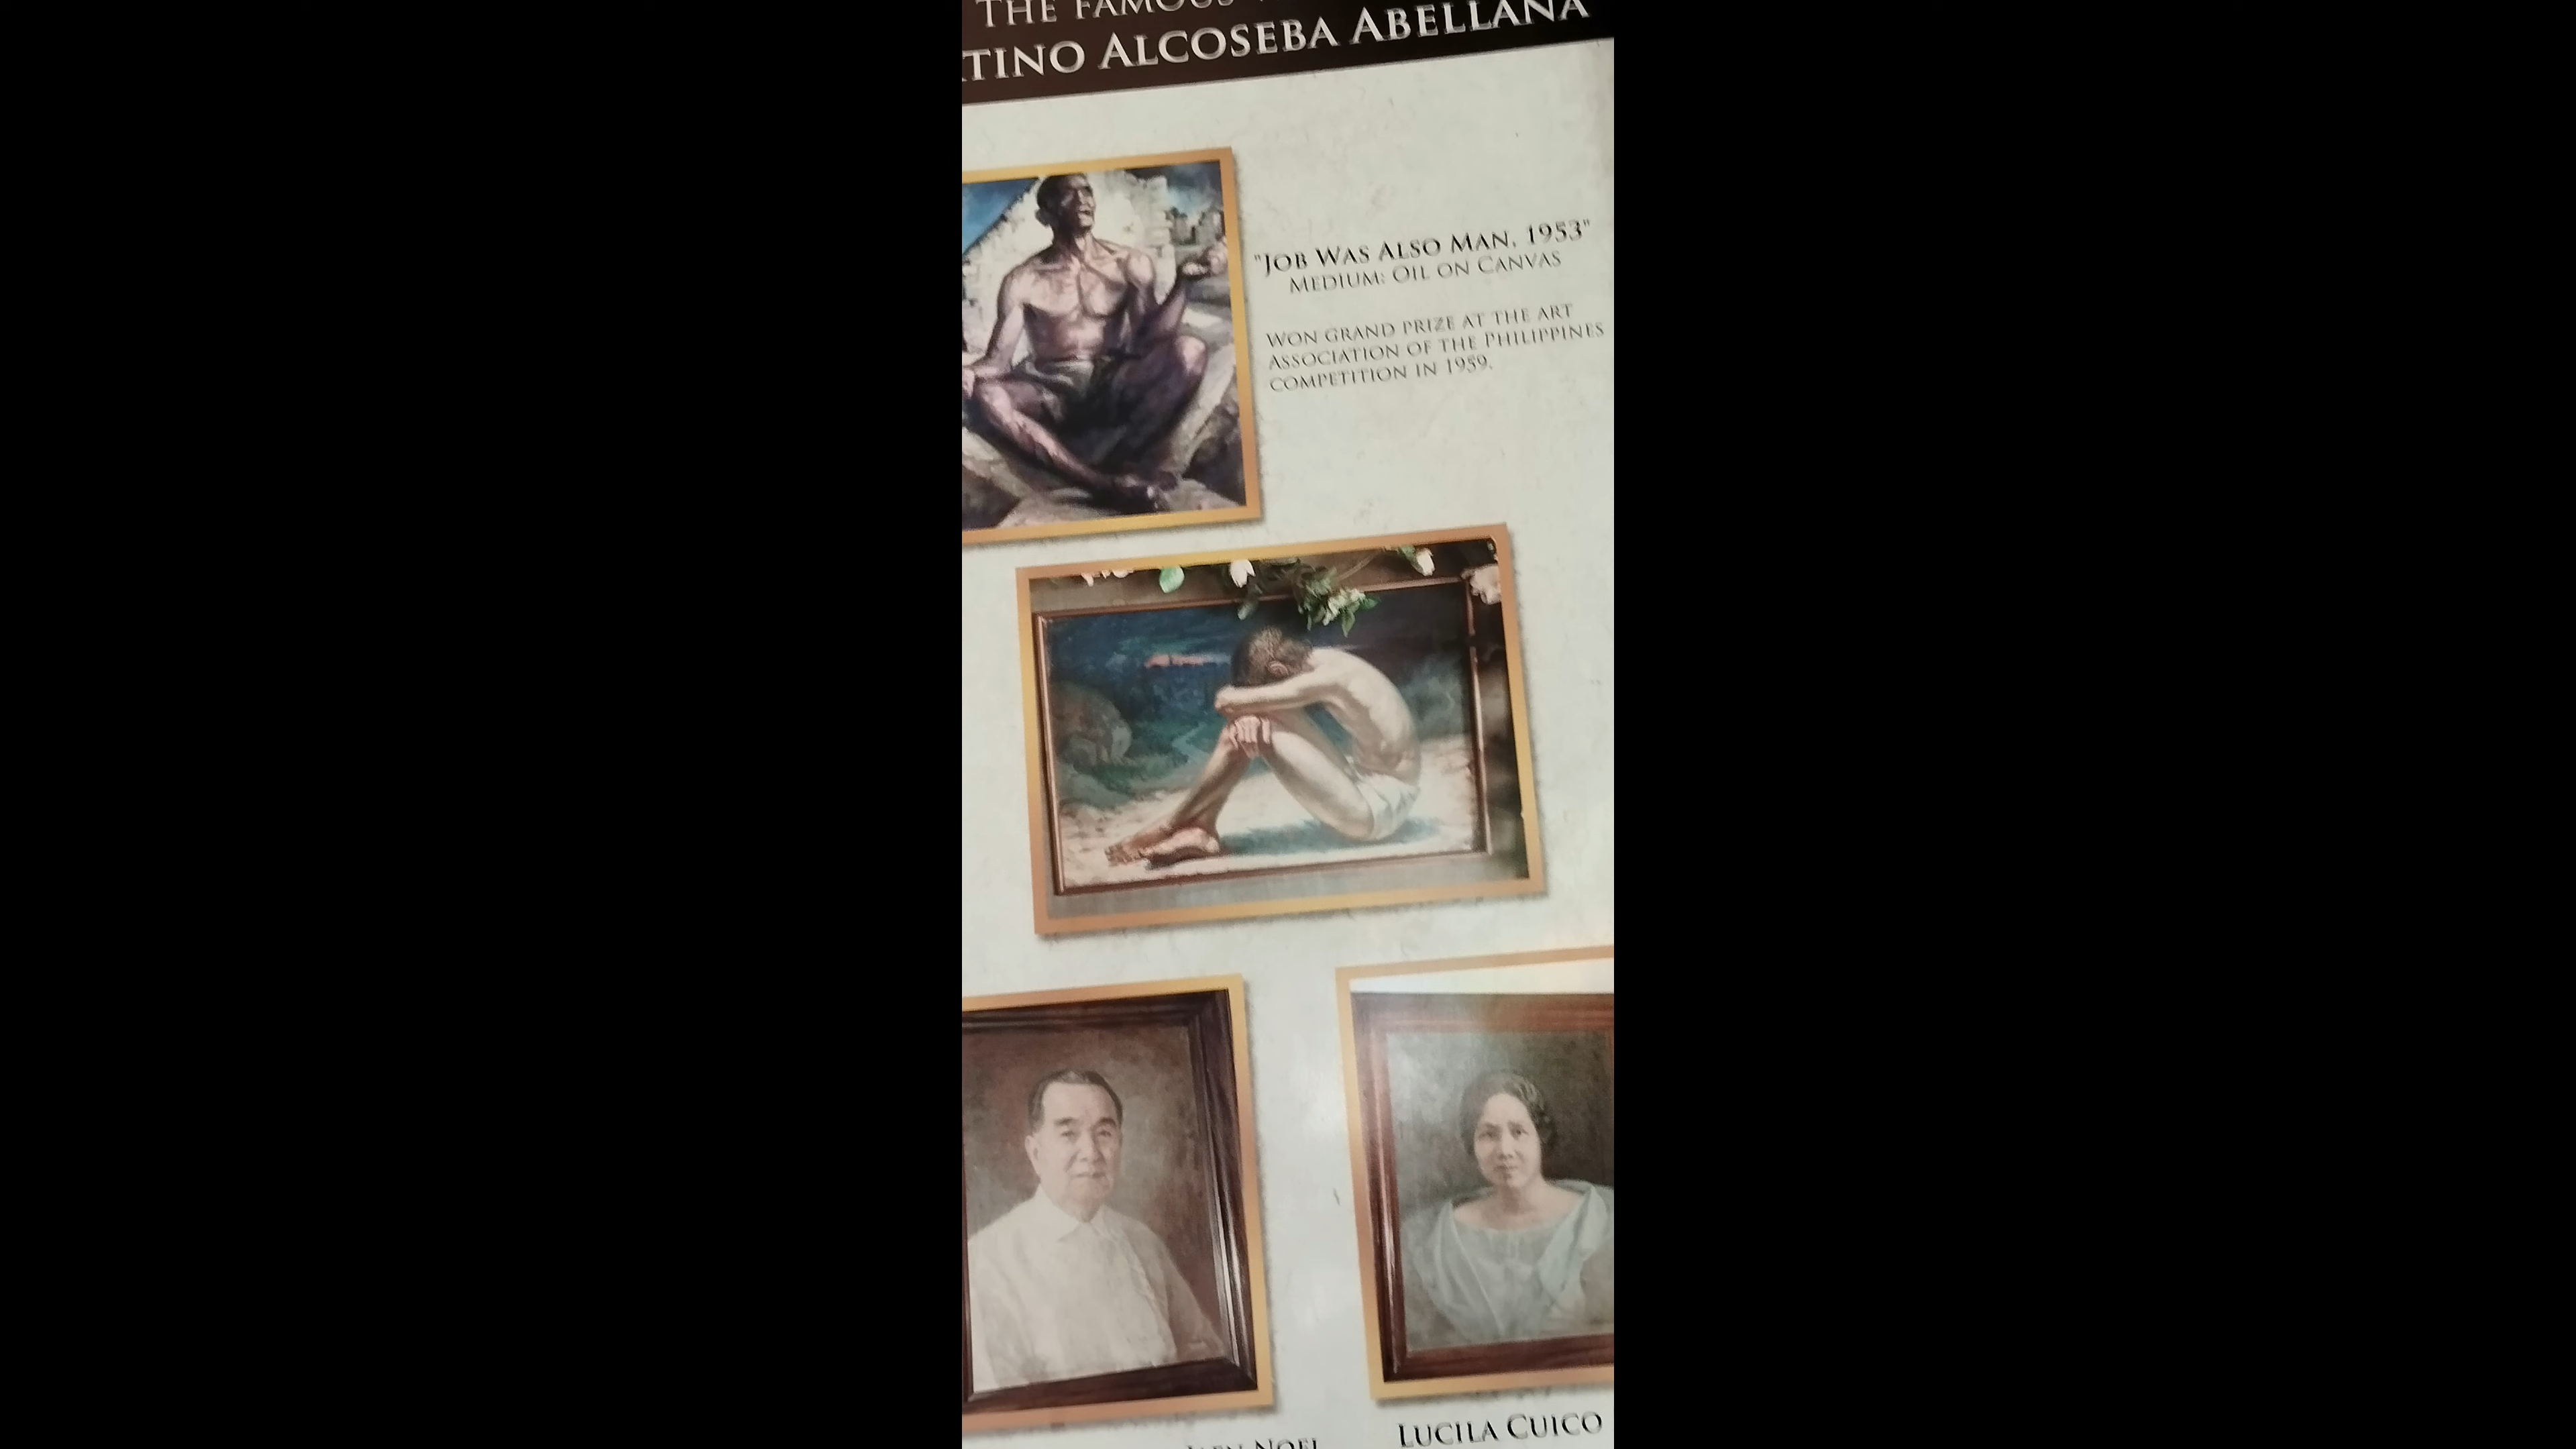 THE FAMOUS
TINO ALCOSEBA ABELLANA
"JOB WAS ALSO MAN, 1953"
MEDIUM: OIL ON CANVAS
WON GRAND PRIZE AT THE ART
ASSOCIATION OF THE PHILIPPINES
COMPETITION IN 1959.
NOEL
LUCILA CUICO